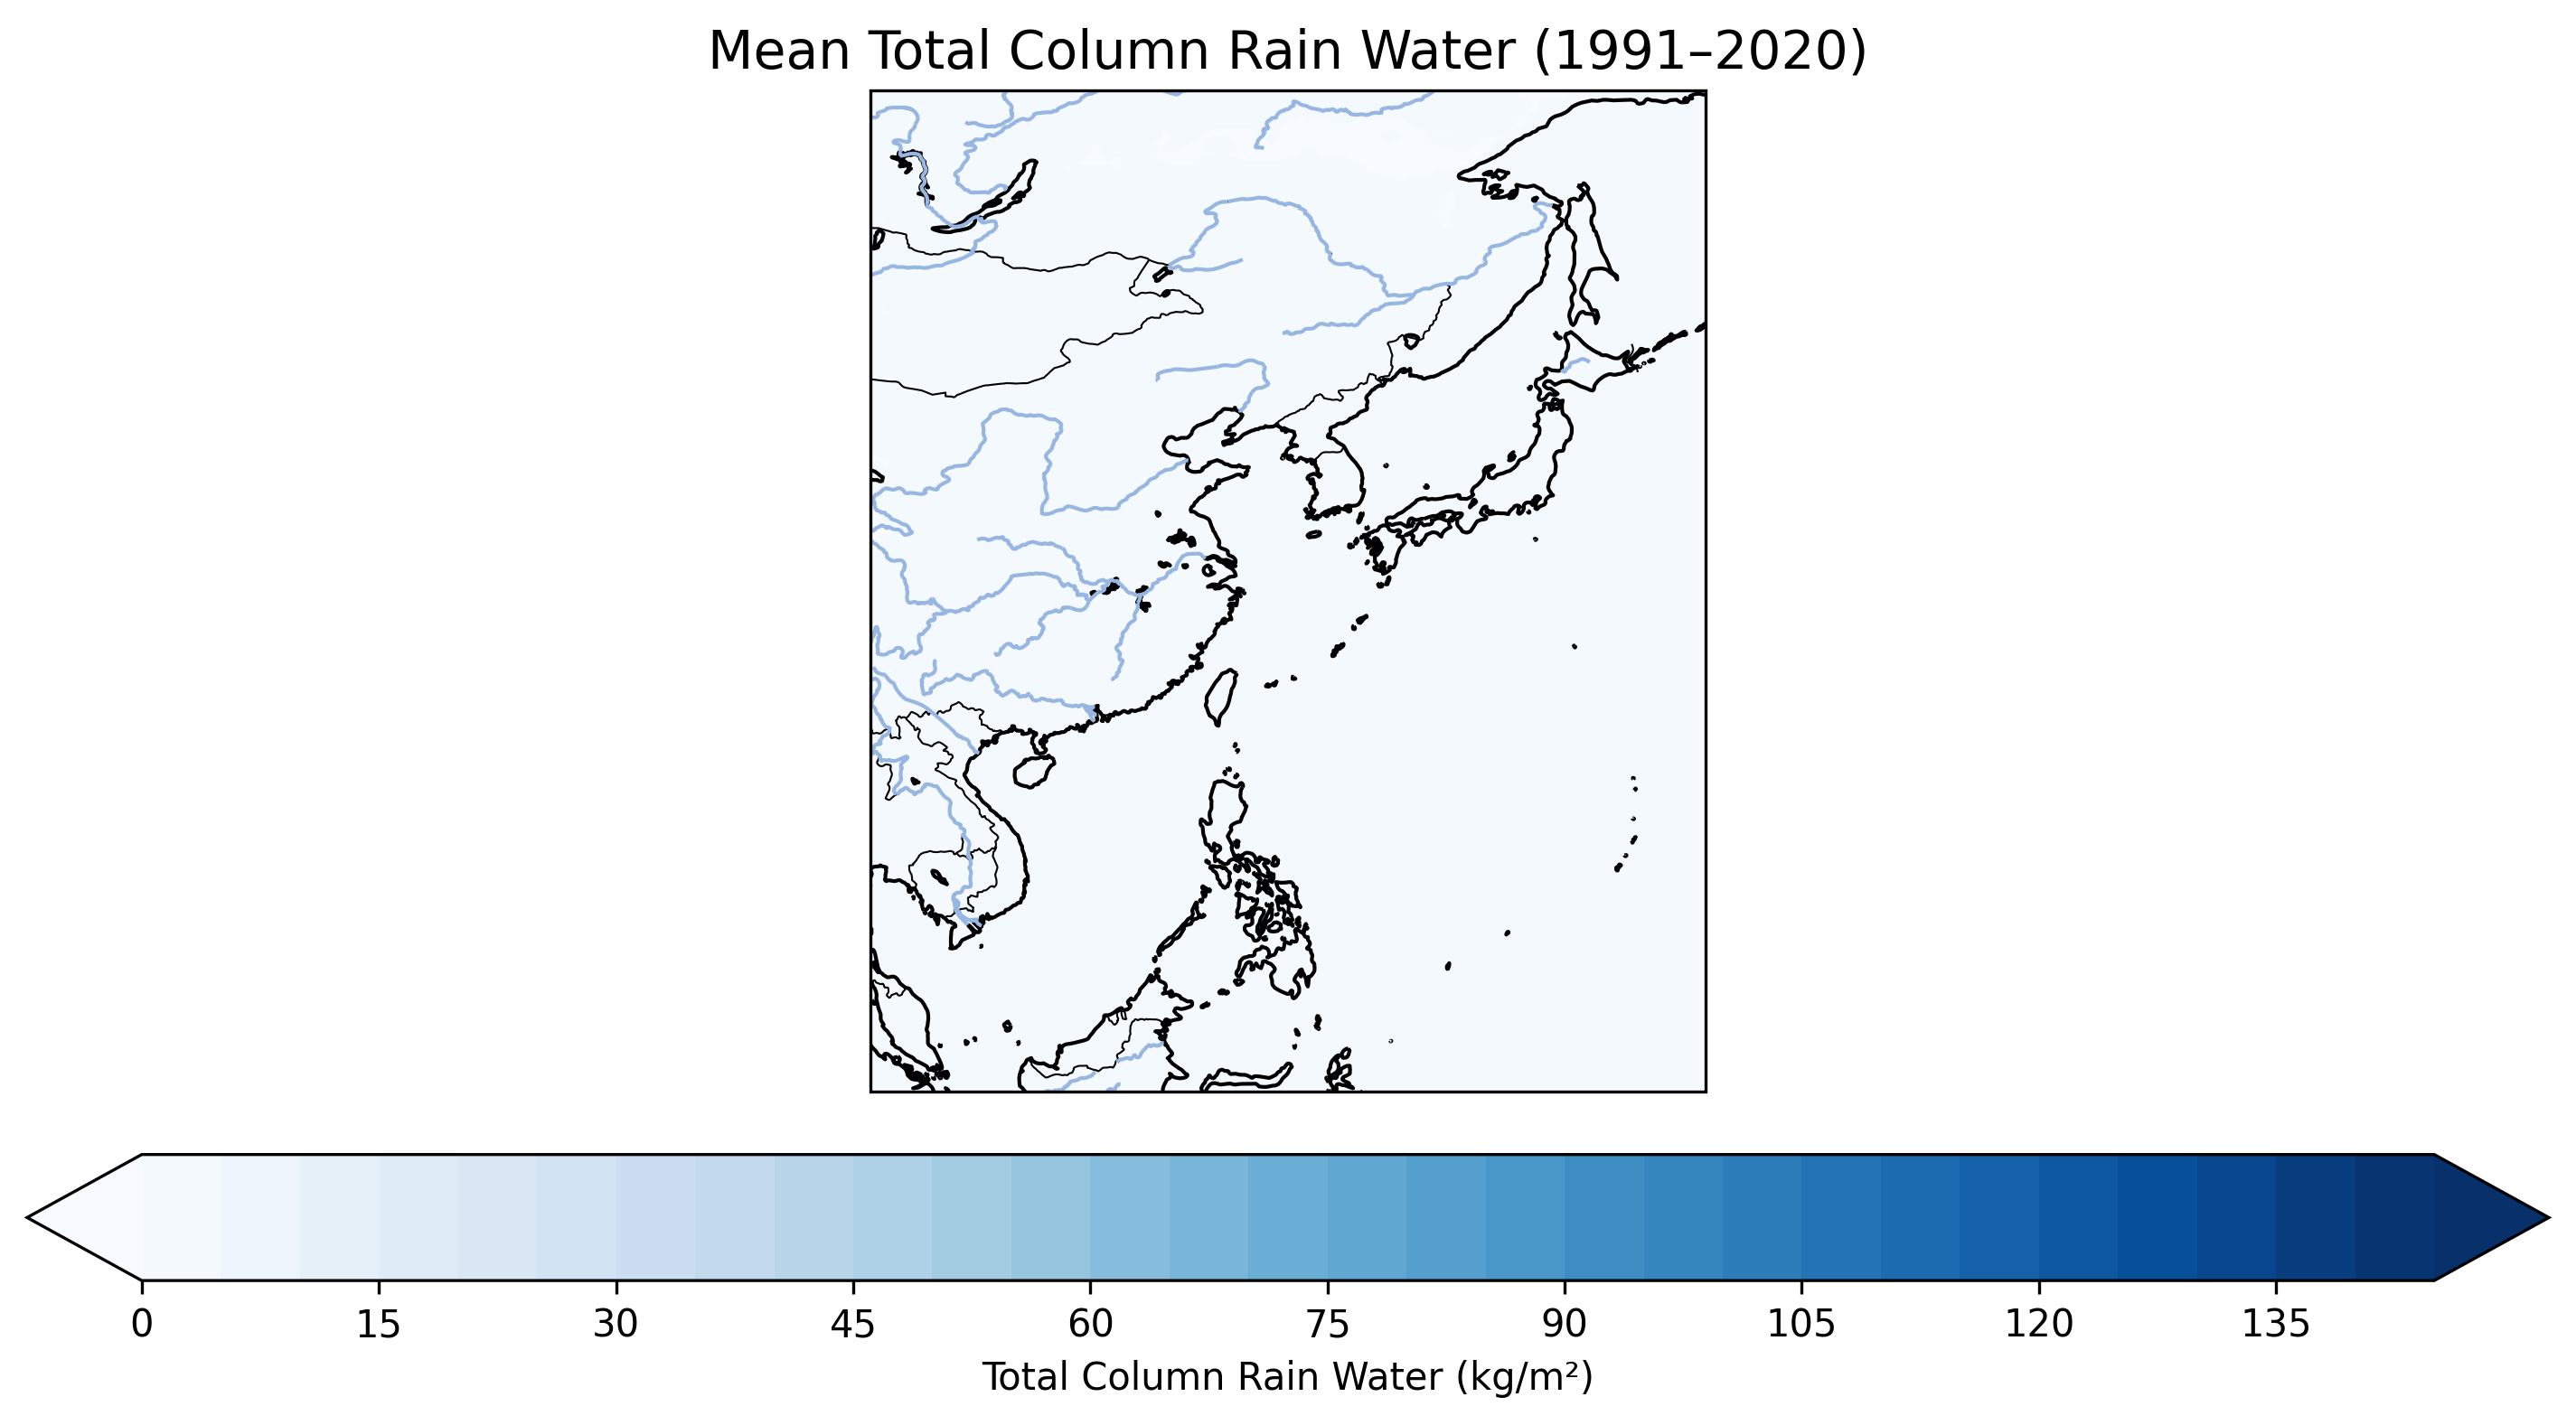 Mean Total Column Rain Water (1991–2020)
0 15 30 45 60 75 90 105 120 135
Total Column Rain Water (kg/m²)